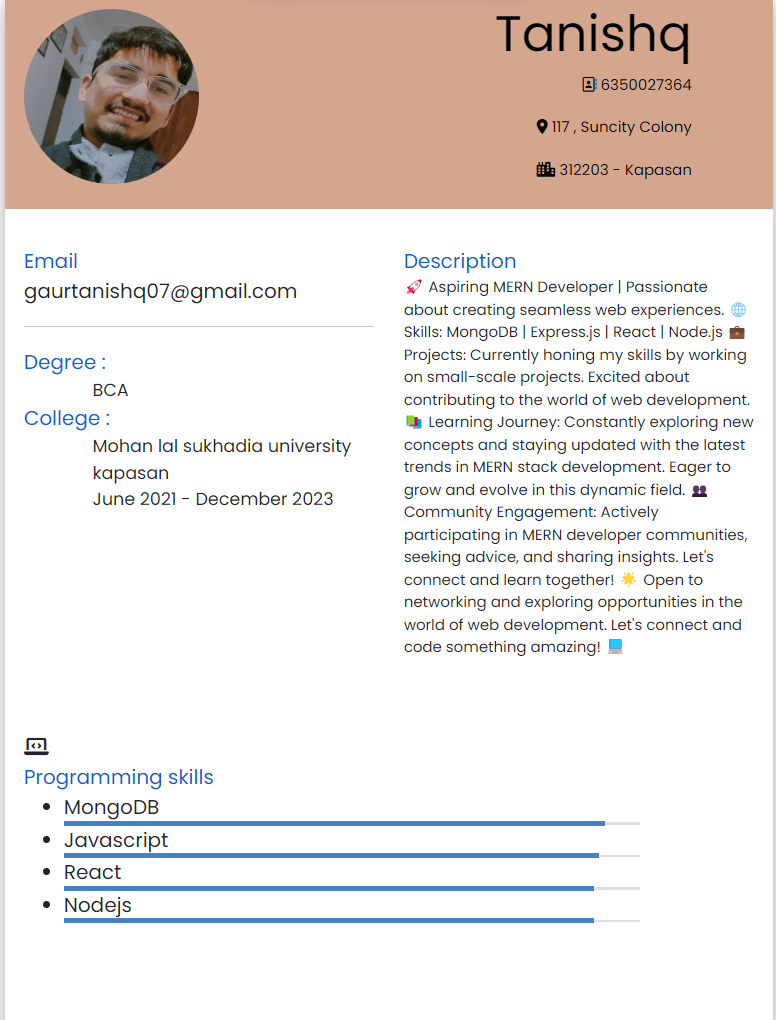 Tanishq
6350027364
117 , Suncity Colony
312203 - Kapasan
Email
gaurtanishq07@gmail.com
Degree :
BCA
College :
Mohan lal sukhadia university
kapasan
June 2021 - December 2023
Description
🚀 Aspiring MERN Developer | Passionate
about creating seamless web experiences. 🌐
Skills: MongoDB | Express.js | React | Node.js 💼
Projects: Currently honing my skills by working
on small-scale projects. Excited about
contributing to the world of web development.
📚 Learning Journey: Constantly exploring new
concepts and staying updated with the latest
trends in MERN stack development. Eager to
grow and evolve in this dynamic field. 👥
Community Engagement: Actively
participating in MERN developer communities,
seeking advice, and sharing insights. Let's
connect and learn together! 🌟 Open to
networking and exploring opportunities in the
world of web development. Let's connect and
code something amazing! 💻
Programming skills
MongoDB
Javascript
React
Nodejs